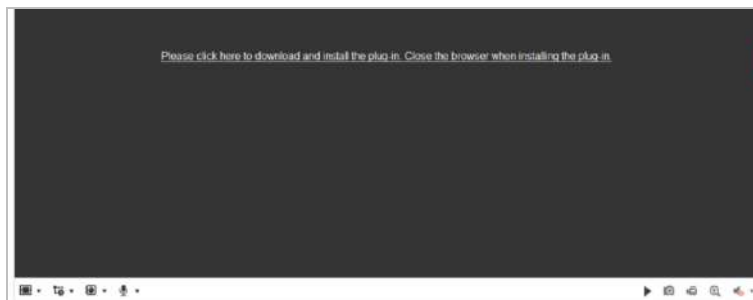 Please click here to download and install the plug-in. Close the browser when installing the plug-in.